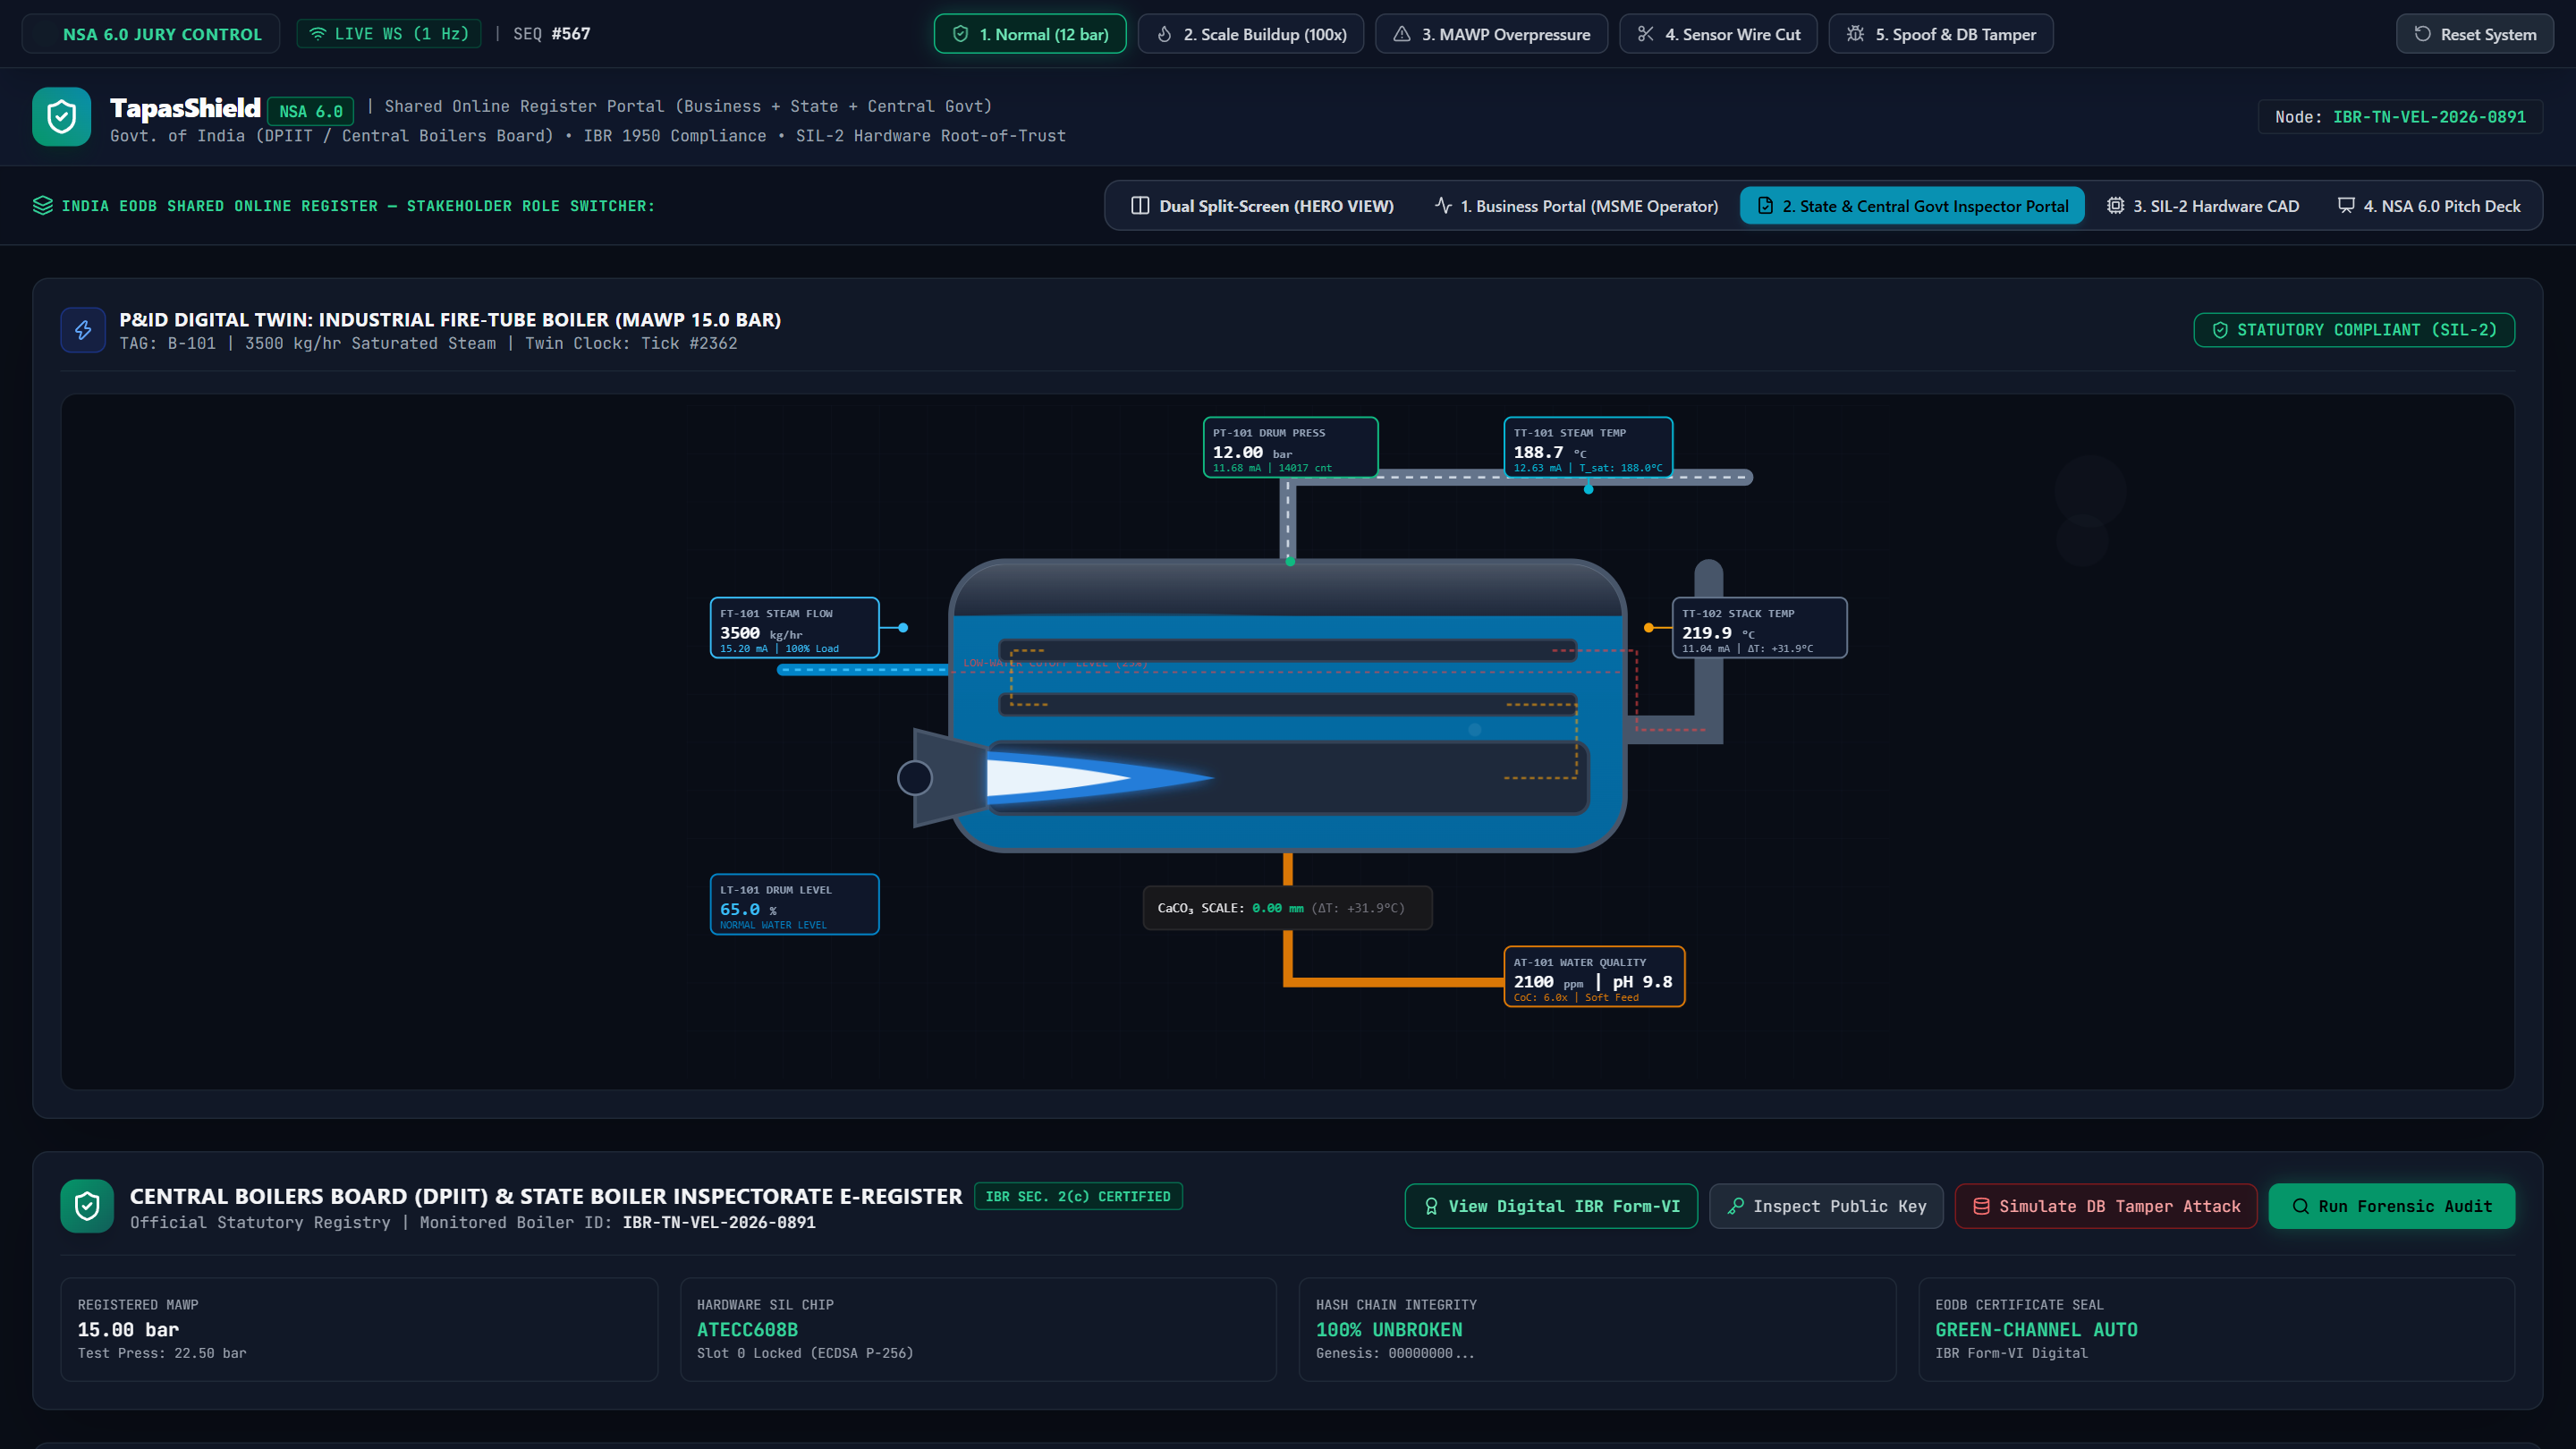 NSA 6.0 JURY CONTROL
LIVE WS (1 Hz) | SEQ #567
1. Normal (12 bar)
2. Scale Buildup (100x)
3. MAWP Overpressure
4. Sensor Wire Cut
5. Spoof & DB Tamper
Reset System
TapasShield NSA 6.0 | Shared Online Register Portal (Business + State + Central Govt)
Govt. of India (DPIIT / Central Boilers Board) • IBR 1950 Compliance • SIL-2 Hardware Root-of-Trust
Node: IBR-TN-VEL-2026-0891
INDIA EODB SHARED ONLINE REGISTER — STAKEHOLDER ROLE SWITCHER:
Dual Split-Screen (HERO VIEW)
1. Business Portal (MSME Operator)
2. State & Central Govt Inspector Portal
3. SIL-2 Hardware CAD
4. NSA 6.0 Pitch Deck
P&ID DIGITAL TWIN: INDUSTRIAL FIRE-TUBE BOILER (MAWP 15.0 BAR)
TAG: B-101 | 3500 kg/hr Saturated Steam | Twin Clock: Tick #2362
STATUTORY COMPLIANT (SIL-2)
PT-101 DRUM PRESS
12.00 bar
11.68 mA | 14017 cnt
TT-101 STEAM TEMP
188.7 °C
12.63 mA | T_sat: 188.0°C
FT-101 STEAM FLOW
3500 kg/hr
15.20 mA | 100% Load
TT-102 STACK TEMP
219.9 °C
11.04 mA | ΔT: +31.9°C
LOW-WATER CUTOFF LEVEL (25%)
LT-101 DRUM LEVEL
65.0 %
NORMAL WATER LEVEL
CaCO₃ SCALE: 0.00 mm (ΔT: +31.9°C)
AT-101 WATER QUALITY
2100 ppm | pH 9.8
CoC: 6.0x | Soft Feed
CENTRAL BOILERS BOARD (DPIIT) & STATE BOILER INSPECTORATE E-REGISTER IBR SEC. 2(c) CERTIFIED
Official Statutory Registry | Monitored Boiler ID: IBR-TN-VEL-2026-0891
View Digital IBR Form-VI
Inspect Public Key
Simulate DB Tamper Attack
Run Forensic Audit
REGISTERED MAWP
15.00 bar
Test Press: 22.50 bar
HARDWARE SIL CHIP
ATECC608B
Slot 0 Locked (ECDSA P-256)
HASH CHAIN INTEGRITY
100% UNBROKEN
Genesis: 00000000...
EODB CERTIFICATE SEAL
GREEN-CHANNEL AUTO
IBR Form-VI Digital